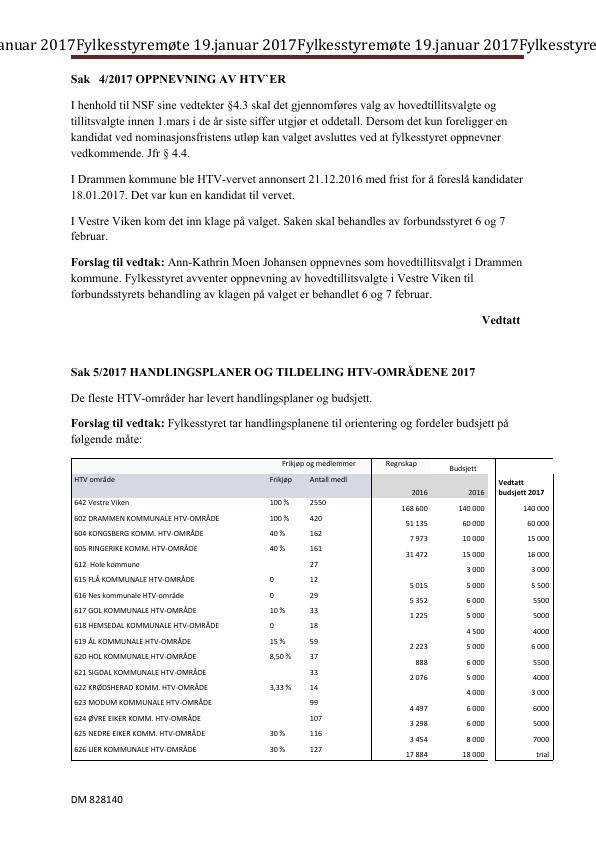 anuar 2017Fylkesstyremøte 19.januar 2017Fylkesstyremøte 19.januar 2017Fylkesstyre
Sak 4/2017 OPPNEVNING AV HTV`ER
I henhold til NSF sine vedtekter §4.3 skal det gjennomføres valg av hovedtillitsvalgte og
tillitsvalgte innen 1.mars i de år siste siffer utgjør et oddetall. Dersom det kun foreligger en
kandidat ved nominasjonsfristens utløp kan valget avsluttes ved at fylkesstyret oppnevner
vedkommende. Jfr § 4.4.
I Drammen kommune ble HTV-vervet annonsert 21.12.2016 med frist for å foreslå kandidater
18.01.2017. Det var kun en kandidat til vervet.
I Vestre Viken kom det inn klage på valget. Saken skal behandles av forbundsstyret 6 og 7
februar.
Forslag til vedtak: Ann-Kathrin Moen Johansen oppnevnes som hovedtillitsvalgt i Drammen
kommune. Fylkesstyret avventer oppnevning av hovedtillitsvalgte i Vestre Viken til
forbundsstyrets behandling av klagen på valget er behandlet 6 og 7 februar.
Vedtatt
Sak 5/2017 HANDLINGSPLANER OG TILDELING HTV-OMRÅDENE 2017
De fleste HTV-områder har levert handlingsplaner og budsjett.
Forslag til vedtak: Fylkesstyret tar handlingsplanene til orientering og fordeler budsjett på
følgende måte:
Frikjøp og medlemmer Regnskap Budsjett
HTV område Frikjøp Antall medl 2016 2016 Vedtatt
budsjett 2017
642 Vestre Viken 100 % 2550 168 600 140 000 140 000
602 DRAMMEN KOMMUNALE HTV-OMRÅDE 100 % 420 51 135 60 000 60 000
604 KONGSBERG KOMM. HTV-OMRÅDE 40 % 162 7 973 10 000 15 000
605 RINGERIKE KOMM. HTV-OMRÅDE 40 % 161 31 472 15 000 16 000
612 Hole kommune 27 3 000 3 000
615 FLÅ KOMMUNALE HTV-OMRÅDE 0 12 5 015 5 000 5 500
616 Nes kommunale HTV-område 0 29 5 352 6 000 5500
617 GOL KOMMUNALE HTV-OMRÅDE 10 % 33 1 225 5 000 5000
618 HEMSEDAL KOMMUNALE HTV-OMRÅDE 0 18 4 500 4000
619 ÅL KOMMUNALE HTV-OMRÅDE 15 % 59 2 223 5 000 6 000
620 HOL KOMMUNALE HTV-OMRÅDE 8,50 % 37 888 6 000 5500
621 SIGDAL KOMMUNALE HTV-OMRÅDE 33 2 076 5 000 4000
622 KRØDSHERAD KOMM. HTV-OMRÅDE 3,33 % 14 4 000 3 000
623 MODUM KOMMUNALE HTV-OMRÅDE 99 4 497 6 000 6000
624 ØVRE EIKER KOMM. HTV-OMRÅDE 107 3 298 6 000 5000
625 NEDRE EIKER KOMM. HTV-OMRÅDE 30 % 116 3 454 8 000 7000
626 LIER KOMMUNALE HTV-OMRÅDE 30 % 127 17 884 18 000 trial
DM 828140